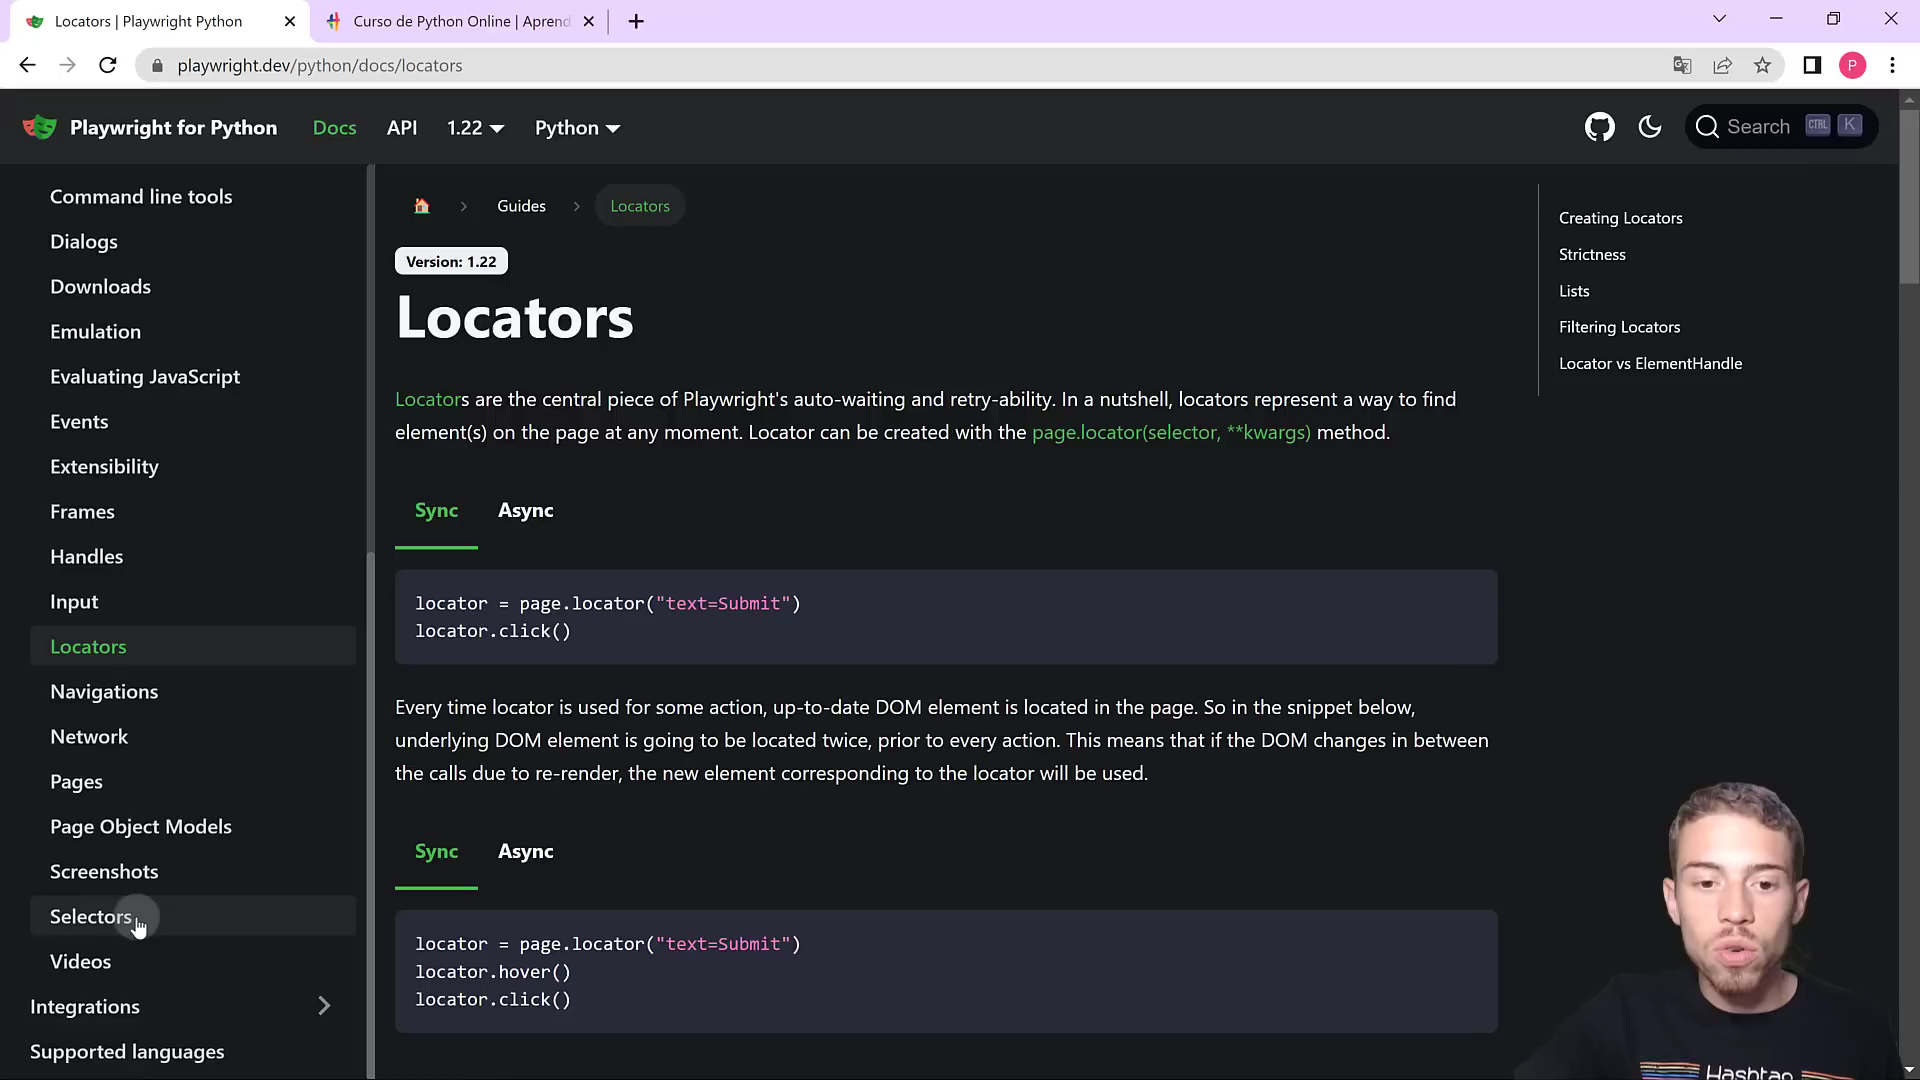 Locators | Playwright Python
Curso de Python Online | Aprend
playwright.dev/python/docs/locators
P
Playwright for Python
Docs
API
1.22
Python
Search
CTRL
K
Command line tools
Dialogs
Downloads
Emulation
Evaluating JavaScript
Events
Extensibility
Frames
Handles
Input
Locators
Navigations
Network
Pages
Page Object Models
Screenshots
Selectors
Videos
Integrations
Supported languages
Guides
Locators
Version: 1.22
Locators
Locators are the central piece of Playwright's auto-waiting and retry-ability. In a nutshell, locators represent a way to find
element(s) on the page at any moment. Locator can be created with the page.locator(selector, **kwargs) method.
Sync
Async
locator = page.locator("text=Submit")
locator.click()
Every time locator is used for some action, up-to-date DOM element is located in the page. So in the snippet below,
underlying DOM element is going to be located twice, prior to every action. This means that if the DOM changes in between
the calls due to re-render, the new element corresponding to the locator will be used.
Sync
Async
locator = page.locator("text=Submit")
locator.hover()
locator.click()
Creating Locators
Strictness
Lists
Filtering Locators
Locator vs ElementHandle
Hashtag